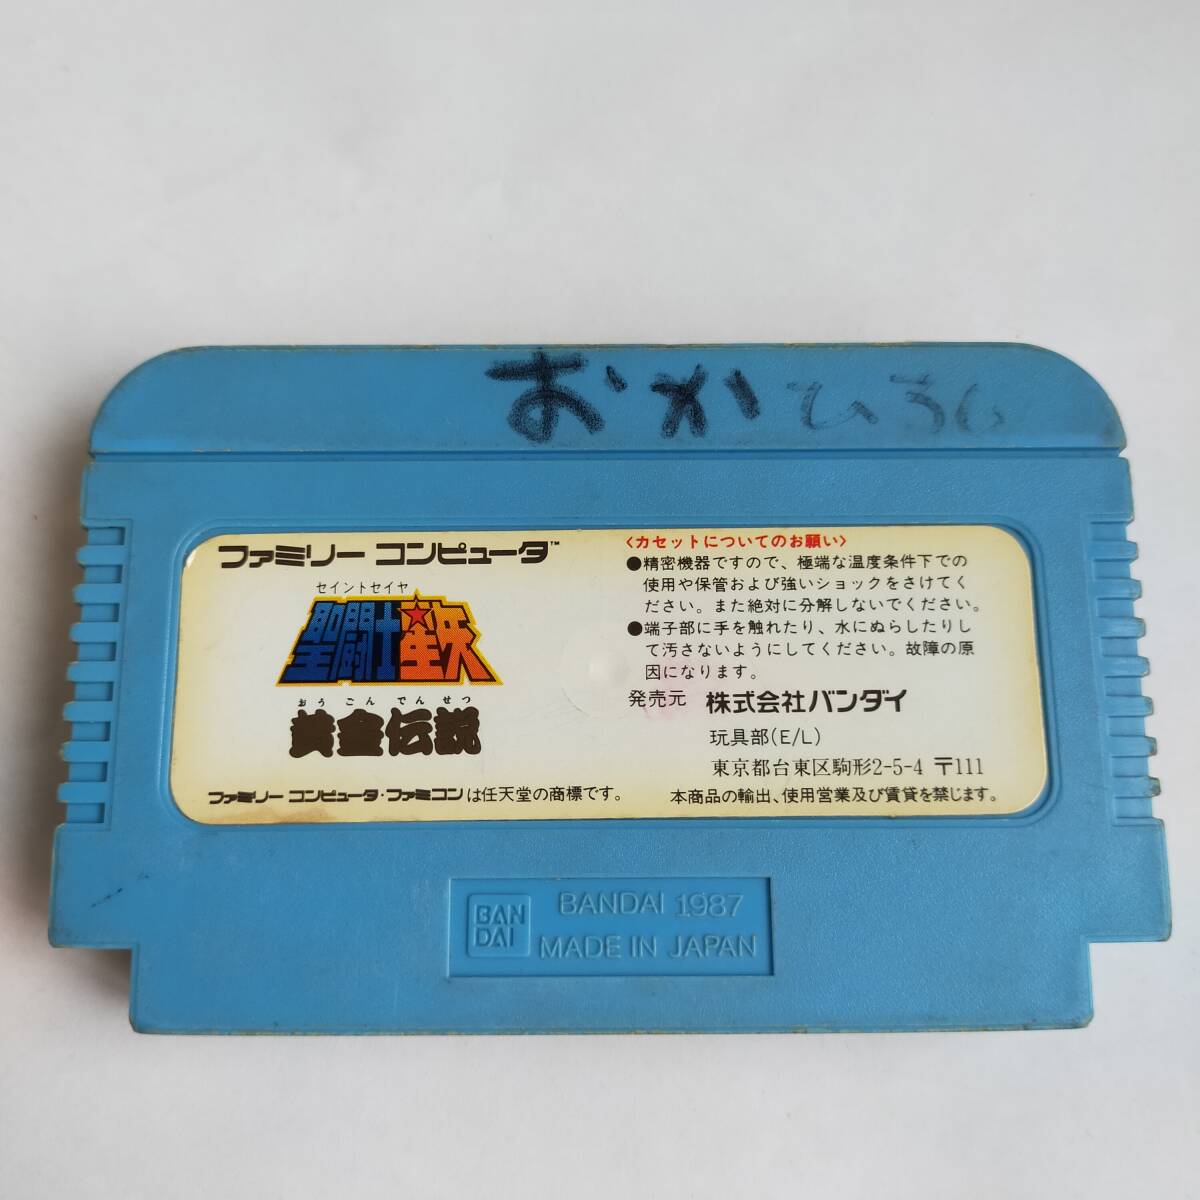 おかひろし
ファミリー コンピュータ™
セイントセイヤ
聖闘士星矢
おうごんでんせつ
黄金伝説
ファミリー コンピュータ・ファミコンは任天堂の商標です。
〈カセットについてのお願い〉
●精密機器ですので、極端な温度条件下での
使用や保管および強いショックをさけてく
ださい。また絶対に分解しないでください。
●端子部に手を触れたり、水にぬらしたりし
て汚さないようにしてください。故障の原
因になります。
発売元 株式会社バンダイ
玩具部(E/L)
東京都台東区駒形2-5-4 〒111
本商品の輸出、使用営業及び賃貸を禁じます。
BAN
DAI
BANDAI 1987
MADE IN JAPAN